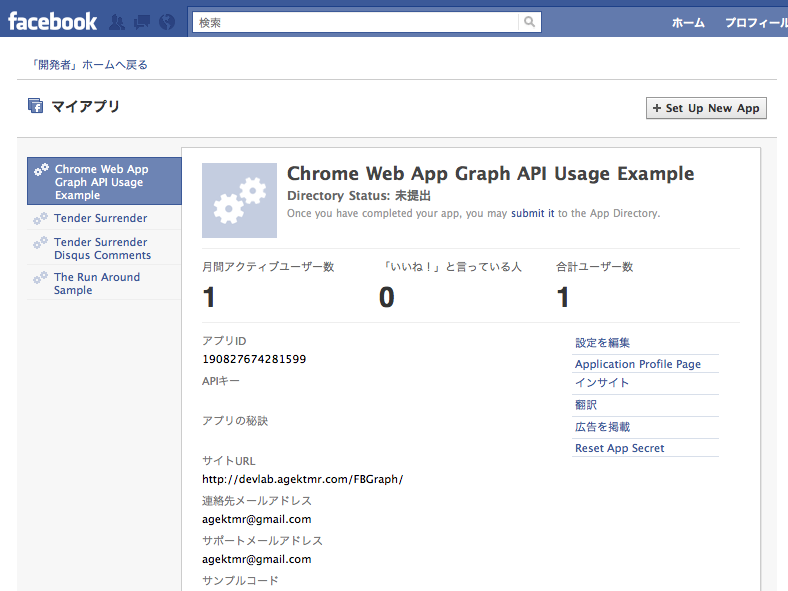 facebook
検索
ホーム
プロフィール
「開発者」ホームへ戻る
マイアプリ
+ Set Up New App
Chrome Web App
Graph API Usage
Example
Tender Surrender
Tender Surrender
Disqus Comments
The Run Around
Sample
Chrome Web App Graph API Usage Example
Directory Status: 未提出
Once you have completed your app, you may submit it to the App Directory.
月間アクティブユーザー数
「いいね！」と言っている人
合計ユーザー数
1
0
1
アプリID
190827674281599
APIキー
アプリの秘訣
サイトURL
http://devlab.agektmr.com/FBGraph/
連絡先メールアドレス
agektmr@gmail.com
サポートメールアドレス
agektmr@gmail.com
サンプルコード
設定を編集
Application Profile Page
インサイト
翻訳
広告を掲載
Reset App Secret